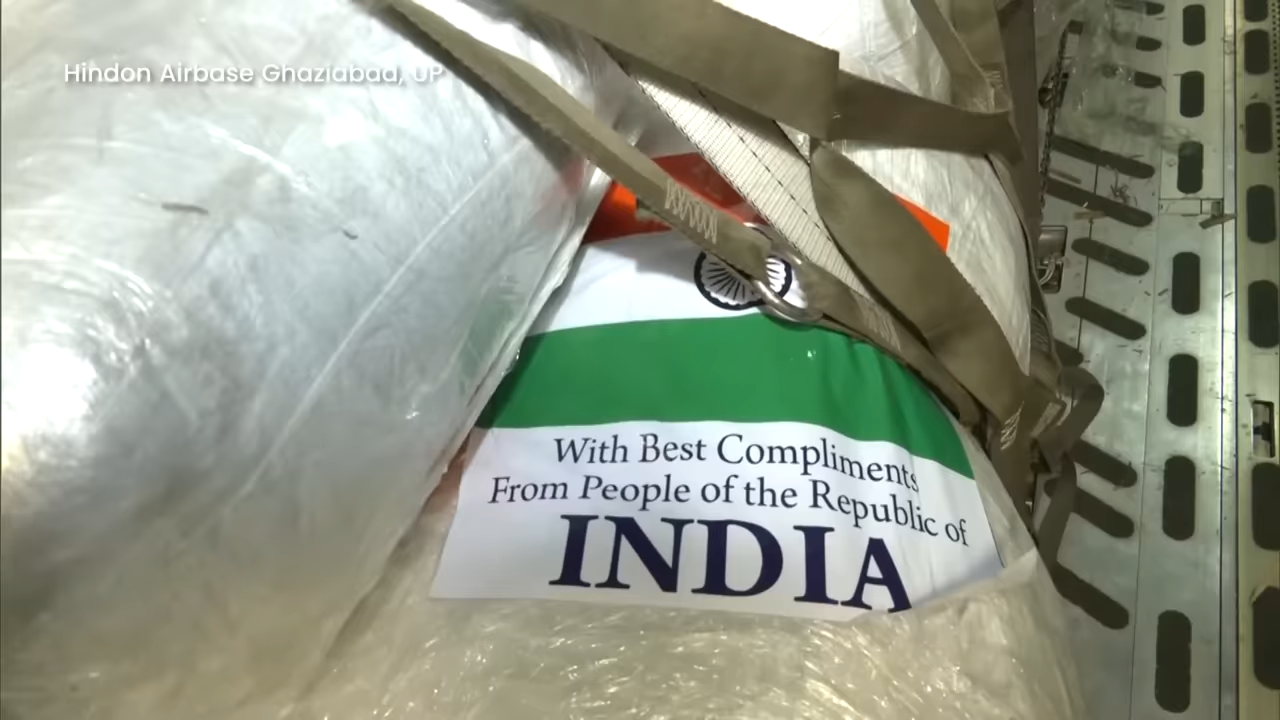 Hindon Airbase Ghaziabad, UP
With Best Compliments
From People of the Republic of
INDIA